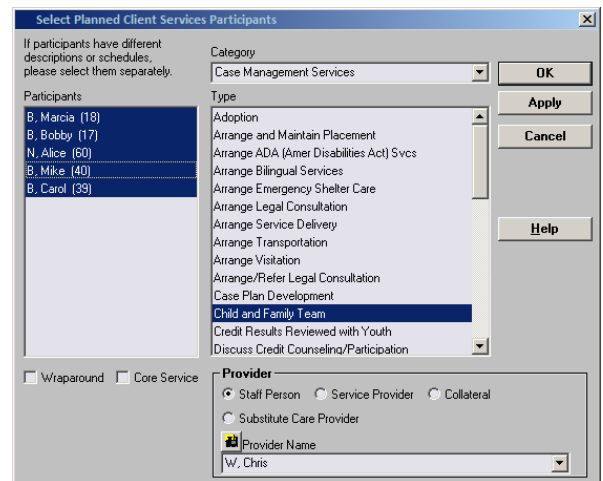 Select Planned Client Services Participants
If participants have different
descriptions or schedules,
please select them separately.
Category
Case Management Services
OK
Participants
Type
Apply
B, Marcia (18)
B, Bobby (17)
N, Alice (60)
B, Mike (40)
B, Carol (39)
Adoption
Arrange and Maintain Placement
Arrange ADA (Amer Disabilities Act) Svcs
Arrange Bilingual Services
Arrange Emergency Shelter Care
Arrange Legal Consultation
Arrange Service Delivery
Arrange Transportation
Arrange Visitation
Arrange/Refer Legal Consultation
Case Plan Development
Child and Family Team
Credit Results Reviewed with Youth
Discuss Credit Counseling/Participation
Cancel
Help
Wraparound
Core Service
Provider
Staff Person
Service Provider
Collateral
Substitute Care Provider
Provider Name
W, Chris